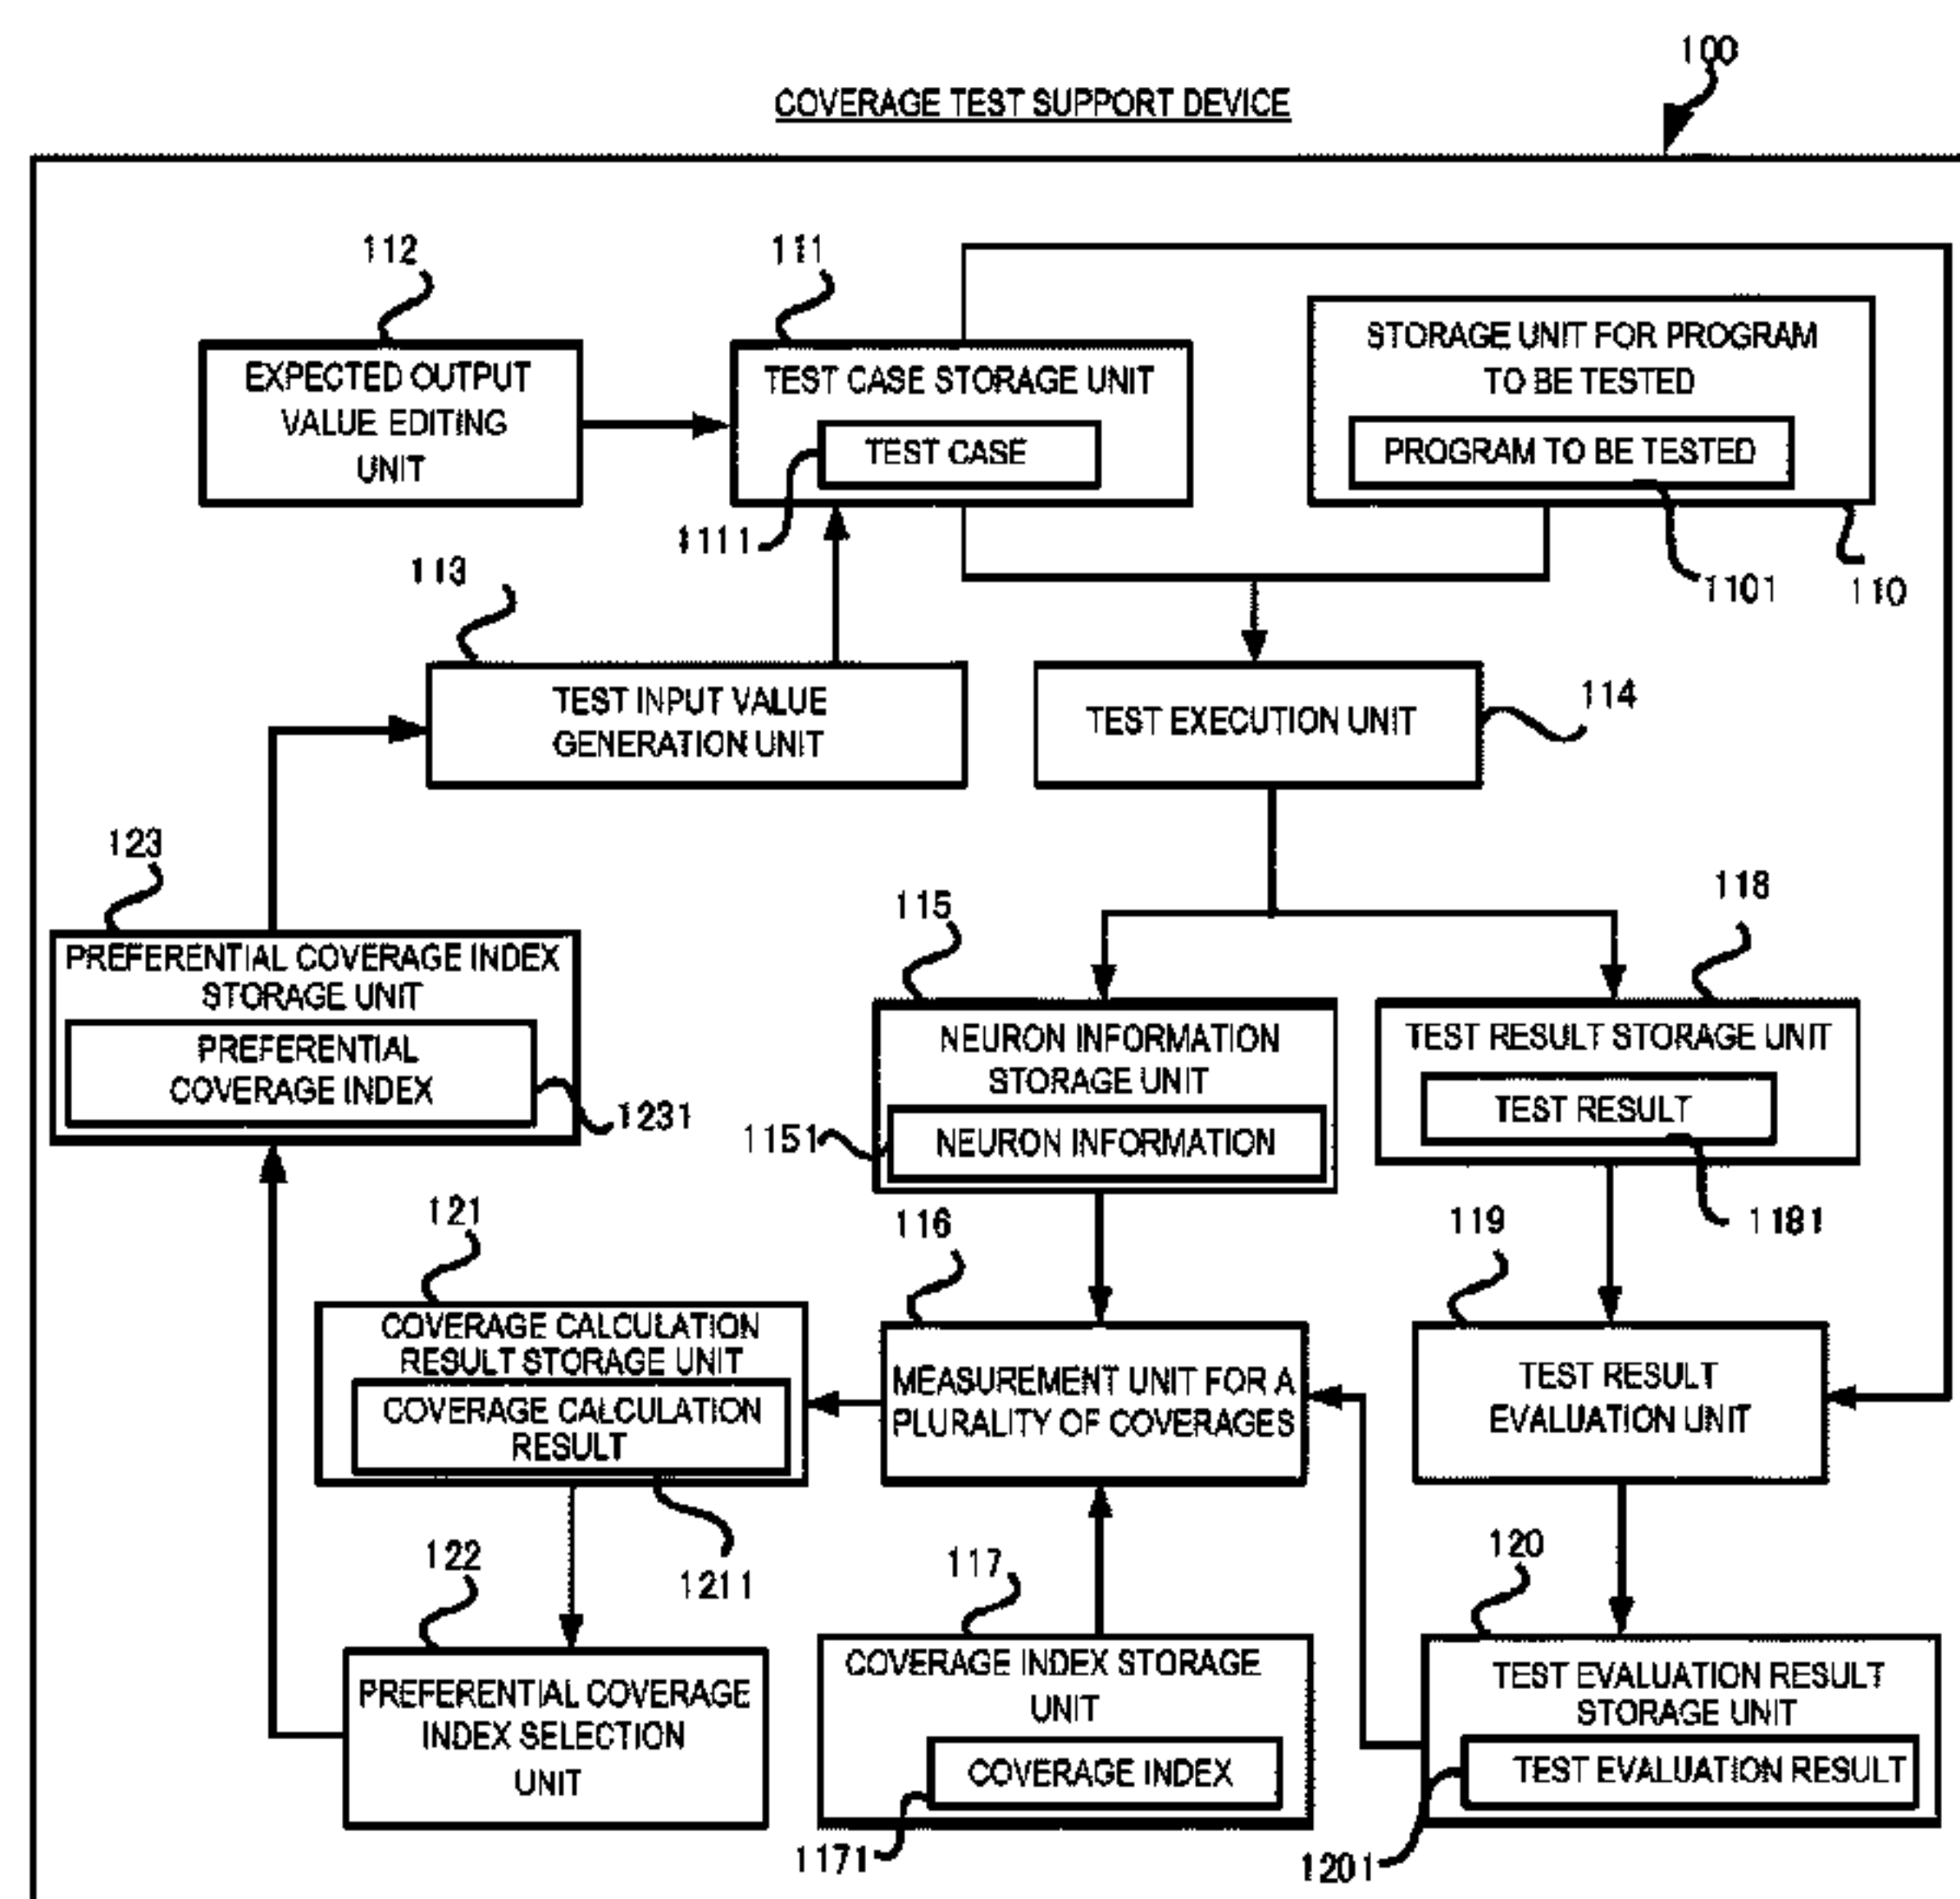 100
COVERAGE TEST SUPPORT DEVICE
112
111
EXPECTED OUTPUT
VALUE EDITING
UNIT
TEST CASE STORAGE UNIT
TEST CASE
1111
STORAGE UNIT FOR PROGRAM
TO BE TESTED
PROGRAM TO BE TESTED
1101
110
113
TEST INPUT VALUE
GENERATION UNIT
TEST EXECUTION UNIT
114
123
PREFERENTIAL COVERAGE INDEX
STORAGE UNIT
PREFERENTIAL
COVERAGE INDEX
1231
115
NEURON INFORMATION
STORAGE UNIT
1151
NEURON INFORMATION
118
TEST RESULT STORAGE UNIT
TEST RESULT
1181
121
COVERAGE CALCULATION
RESULT STORAGE UNIT
COVERAGE CALCULATION
RESULT
1211
116
MEASUREMENT UNIT FOR A
PLURALITY OF COVERAGES
119
TEST RESULT
EVALUATION UNIT
122
PREFERENTIAL COVERAGE
INDEX SELECTION
UNIT
117
COVERAGE INDEX STORAGE
UNIT
COVERAGE INDEX
1171
120
TEST EVALUATION RESULT
STORAGE UNIT
TEST EVALUATION RESULT
1201